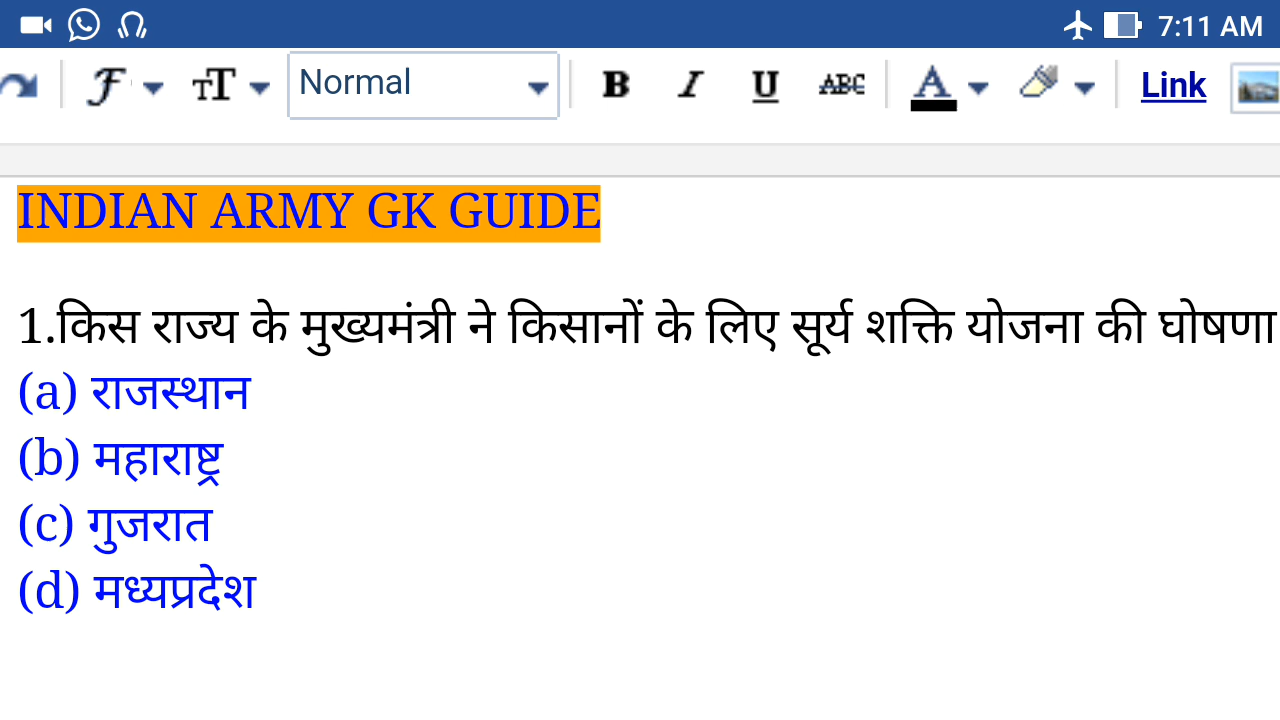 7:11 AM
Normal B I U ABC A Link
INDIAN ARMY GK GUIDE
1.किस राज्य के मुख्यमंत्री ने किसानों के लिए सूर्य शक्ति योजना की घोषणा
(a) राजस्थान
(b) महाराष्ट्र
(c) गुजरात
(d) मध्यप्रदेश